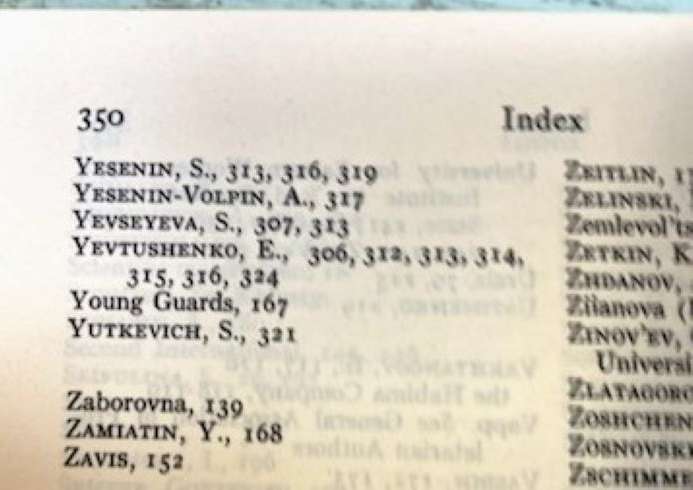 350
Index
YESENIN, S., 313, 316, 319
YESENIN-VOLPIN, A., 317
YEVSEYEVA, S., 307, 313
YEVTUSHENKO, E., 306, 312, 313, 314,
315, 316, 324
Young Guards, 167
YUTKEVICH, S., 321
Zaborovna, 139
ZAMIATIN, Y., 168
ZAVIS, 152
ZEITLIN,
ZELINSKI,
Zemlevol'ts
ZETKIN, K
ZHDANOV,
Zilanova (
ZINOV'EV,
Universi
ZLATAGORO
ZOSHCHEN
ZOSNOVSK
ZSCHIMME